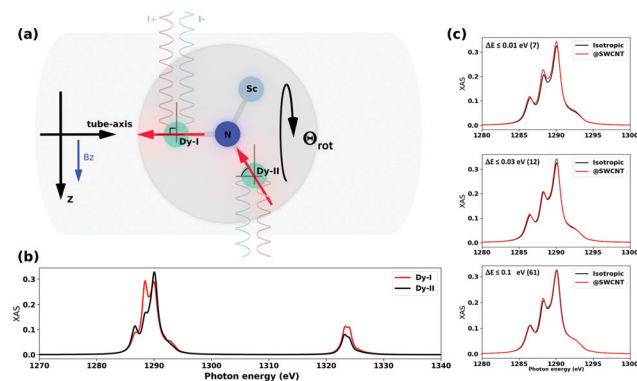 (a)
I+
I-
Sc
tube-axis
N
Dy-I
Θrot
Bz
Dy-II
Z
(b)
XAS
0.3
0.2
0.1
0.0
Dy-I
Dy-II
1270
1280
1290
1300
1310
1320
1330
1340
Photon energy (eV)
(c)
ΔE ≤ 0.01 eV (7)
Isotropic
@SWCNT
XAS
0.3
0.2
0.1
0.0
1280
1285
1290
1295
1300
ΔE ≤ 0.03 eV (12)
Isotropic
@SWCNT
XAS
0.3
0.2
0.1
0.0
1280
1285
1290
1295
1300
ΔE ≤ 0.1 eV (61)
Isotropic
@SWCNT
XAS
0.3
0.2
0.1
0.0
1280
1285
1290
1295
1300
Photon energy (eV)